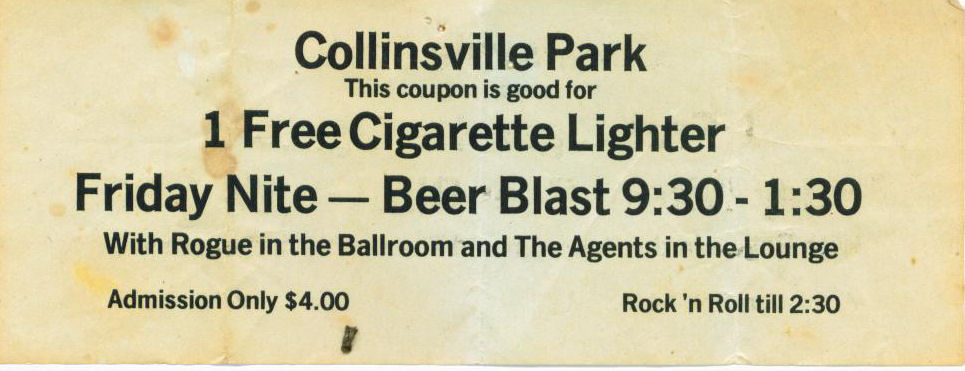 Collinsville Park
This coupon is good for
1 Free Cigarette Lighter
Friday Nite — Beer Blast 9:30 - 1:30
With Rogue in the Ballroom and The Agents in the Lounge
Admission Only $4.00
Rock 'n Roll till 2:30